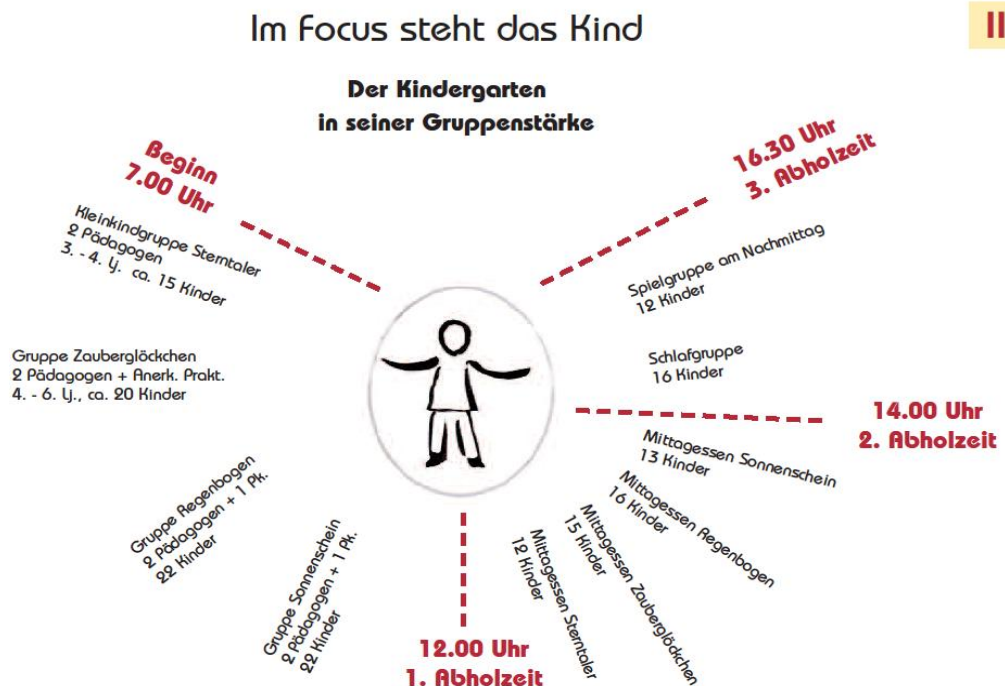 Im Focus steht das Kind
II
Der Kindergarten
in seiner Gruppenstärke
Beginn
7.00 Uhr
Kleinkindgruppe Sterntaler
2 Pädagogen
3. - 4. Lj. ca. 15 Kinder
Gruppe Zauberglöckchen
2 Pädagogen + Anerk. Prakt.
4. - 6. Lj., ca. 20 Kinder
Gruppe Regenbogen
2 Pädagogen + 1 Pk.
22 Kinder
Gruppe Sonnenschein
2 Pädagogen + 1 Pk.
22 Kinder
12.00 Uhr
1. Abholzeit
Mittagessen Sterntaler
12 Kinder
Mittagessen Zauberglöckchen
15 Kinder
Mittagessen Regenbogen
16 Kinder
Mittagessen Sonnenschein
13 Kinder
14.00 Uhr
2. Abholzeit
Schlafgruppe
16 Kinder
Spielgruppe am Nachmittag
12 Kinder
16.30 Uhr
3. Abholzeit